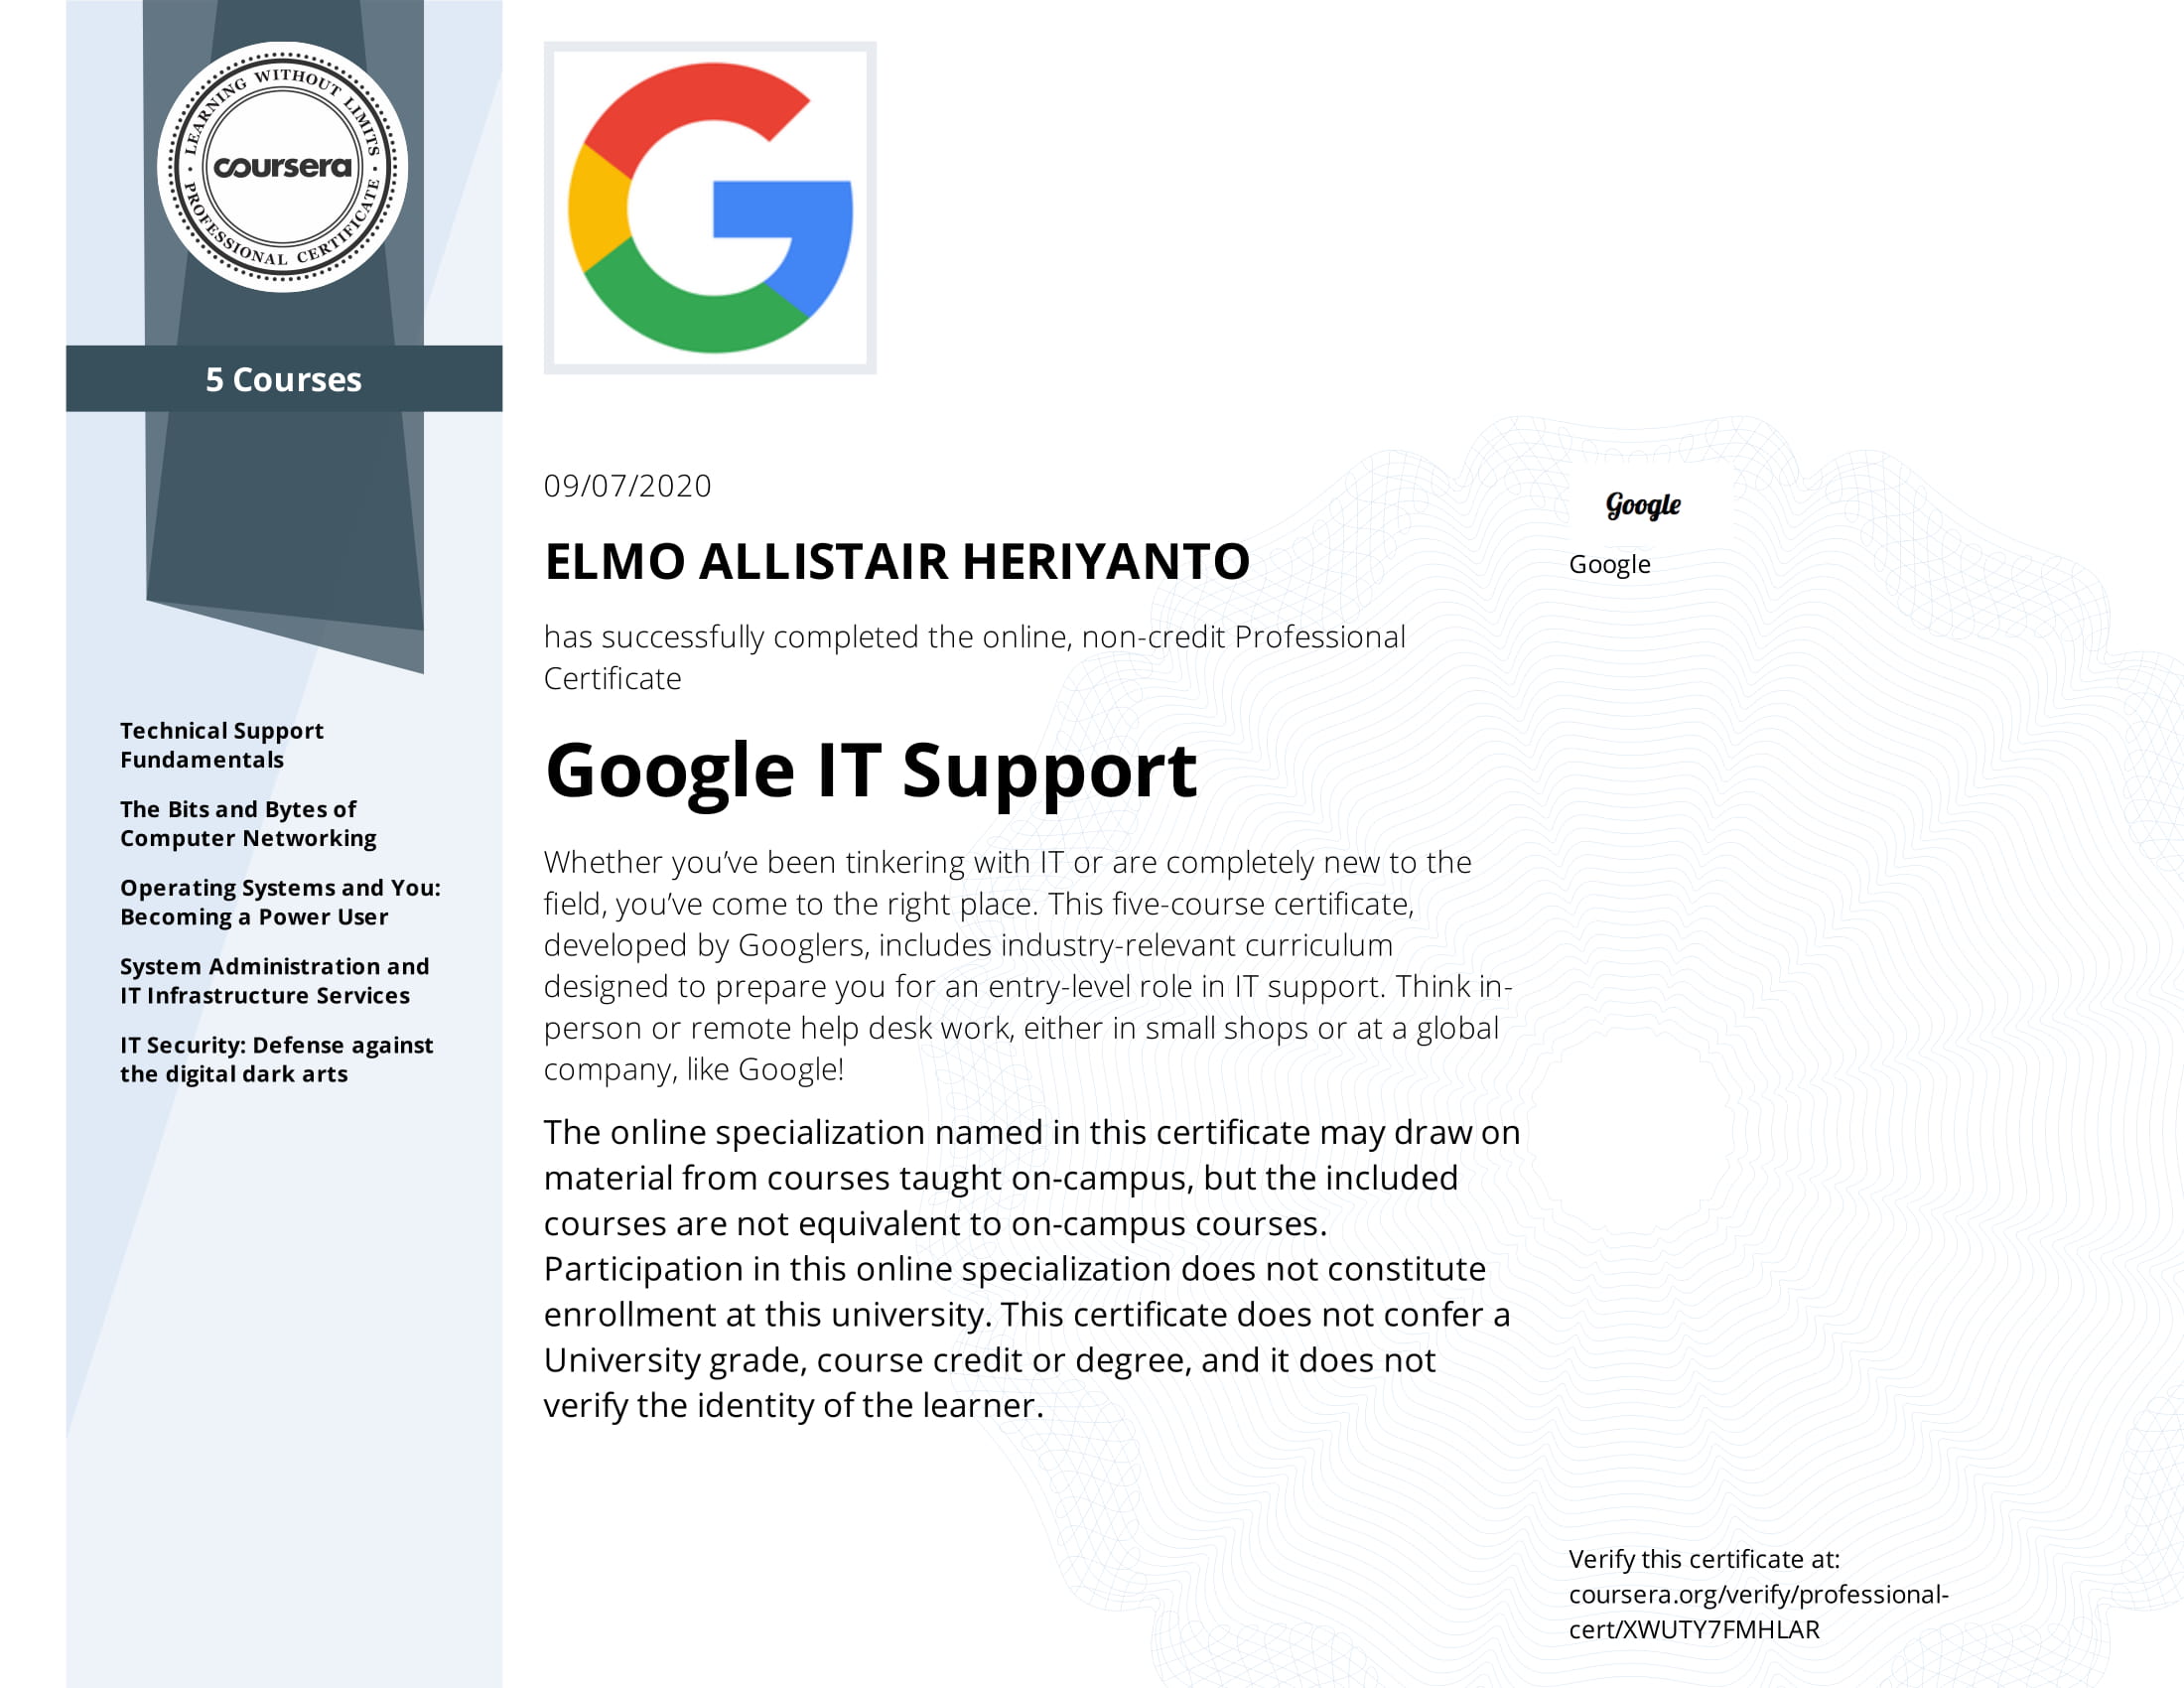 LEARNING WITHOUT LIMITS
coursera
PROFESSIONAL CERTIFICATE
5 Courses
Technical Support
Fundamentals
The Bits and Bytes of
Computer Networking
Operating Systems and You:
Becoming a Power User
System Administration and
IT Infrastructure Services
IT Security: Defense against
the digital dark arts
09/07/2020
ELMO ALLISTAIR HERIYANTO
has successfully completed the online, non-credit Professional
Certificate
Google IT Support
Whether you’ve been tinkering with IT or are completely new to the
field, you’ve come to the right place. This five-course certificate,
developed by Googlers, includes industry-relevant curriculum
designed to prepare you for an entry-level role in IT support. Think in-
person or remote help desk work, either in small shops or at a global
company, like Google!
The online specialization named in this certificate may draw on
material from courses taught on-campus, but the included
courses are not equivalent to on-campus courses.
Participation in this online specialization does not constitute
enrollment at this university. This certificate does not confer a
University grade, course credit or degree, and it does not
verify the identity of the learner.
Google
Google
Verify this certificate at:
coursera.org/verify/professional-
cert/XWUTY7FMHLAR